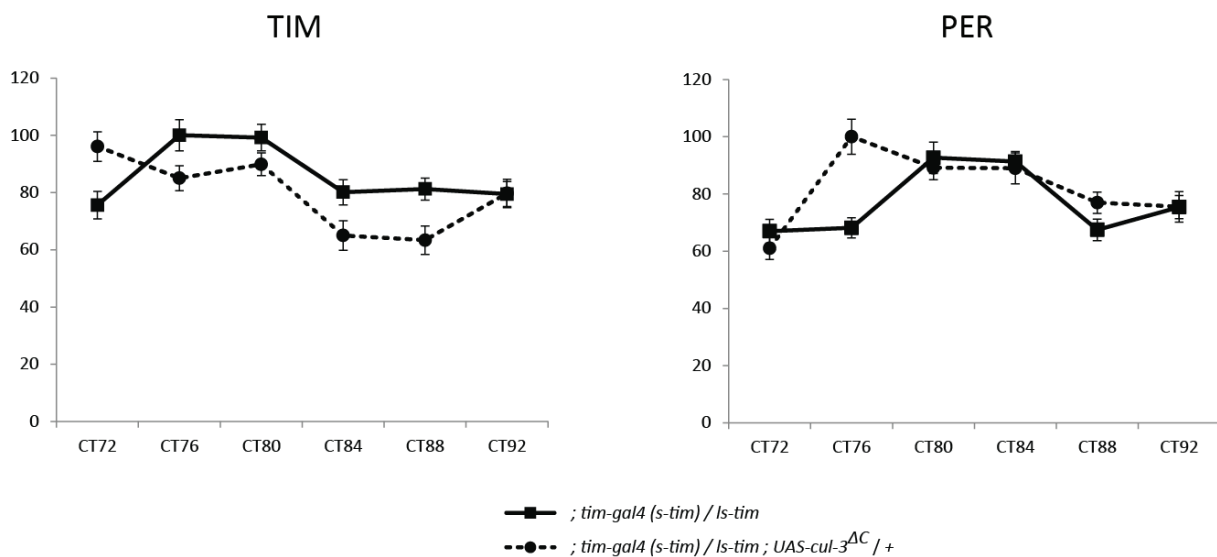 TIM
120
100
80
60
40
20
0
CT72 CT76 CT80 CT84 CT88 CT92
PER
120
100
80
60
40
20
0
CT72 CT76 CT80 CT84 CT88 CT92
; tim-gal4 (s-tim) / ls-tim
; tim-gal4 (s-tim) / ls-tim ; UAS-cul-3ΔC / +